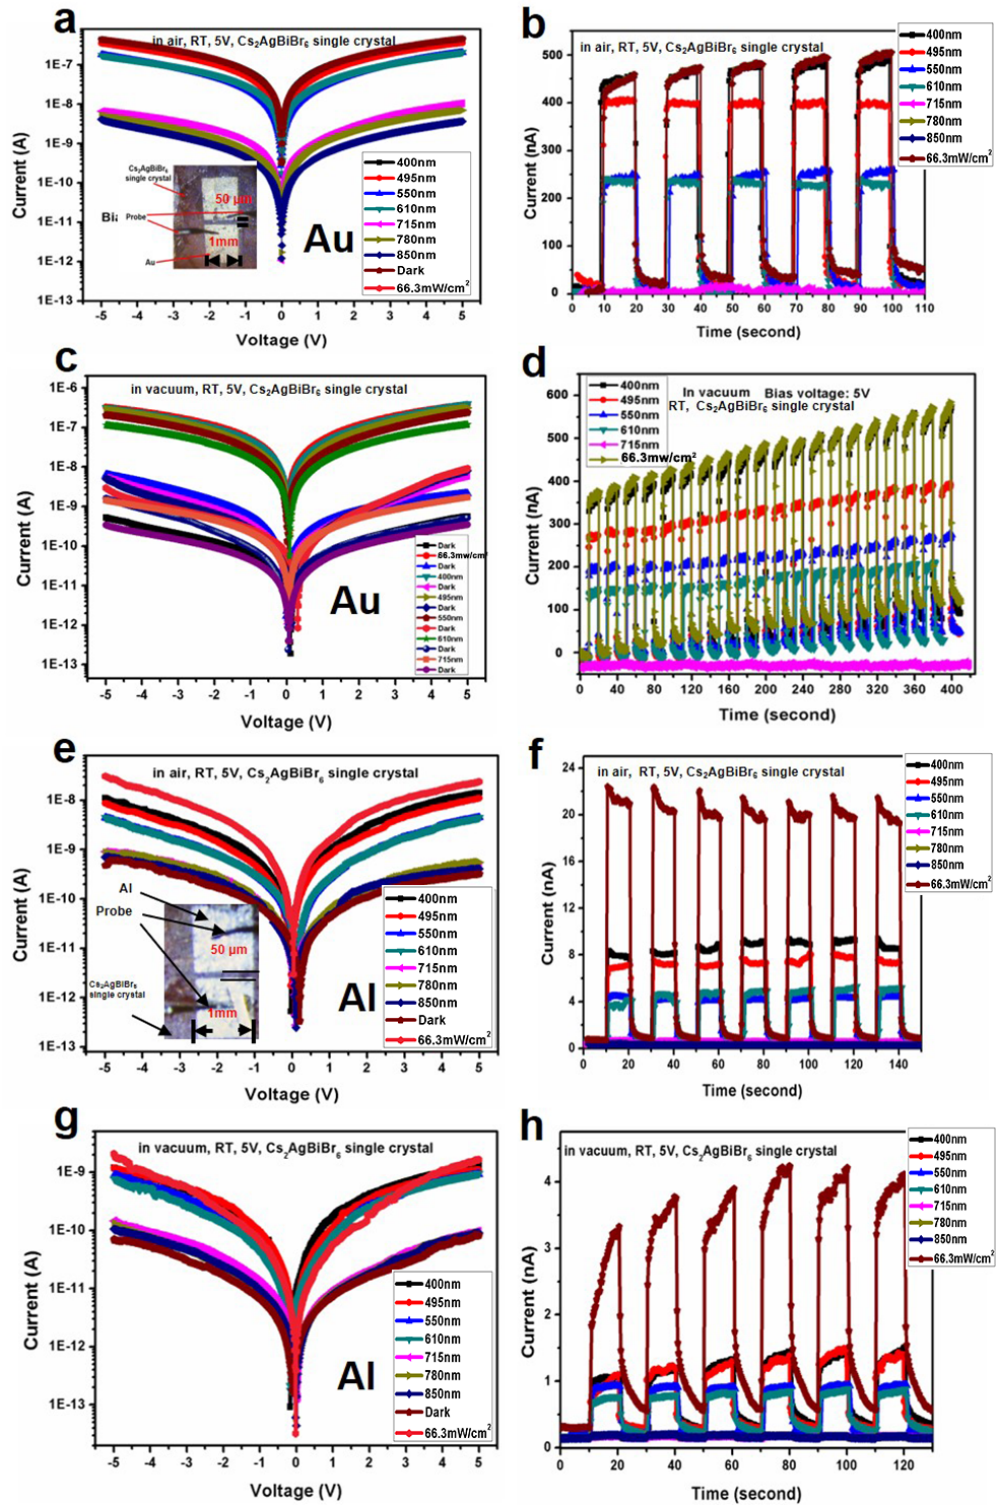 a
in air, RT, 5V, Cs2AgBiBr6 single crystal
Current (A)
1E-7
1E-8
1E-9
1E-10
1E-11
1E-12
1E-13
Cs2AgBiBr6
single crystal
50 µm
Bi:
Probe
1mm
Au
Au
400nm
495nm
550nm
610nm
715nm
780nm
850nm
Dark
66.3mW/cm2
-5 -4 -3 -2 -1 0 1 2 3 4 5
Voltage (V)
b
in air, RT, 5V, Cs2AgBiBr6 single crystal
Current (nA)
500
400
300
200
100
0
400nm
495nm
550nm
610nm
715nm
780nm
850nm
66.3mW/cm2
0 10 20 30 40 50 60 70 80 90 100 110
Time (second)
c
in vacuum, RT, 5V, Cs2AgBiBr6 single crystal
Current (A)
1E-6
1E-7
1E-8
1E-9
1E-10
1E-11
1E-12
1E-13
Au
Dark
66.3mw/cm2
Dark
400nm
Dark
495nm
Dark
550nm
Dark
610nm
Dark
715nm
Dark
-5 -4 -3 -2 -1 0 1 2 3 4 5
Voltage (V)
d
In vacuum Bias voltage: 5V
RT, Cs2AgBiBr6 single crystal
Current (nA)
600
500
400
300
200
100
0
400nm
495nm
550nm
610nm
715nm
66.3mw/cm2
0 40 80 120 160 200 240 280 320 360 400
Time (second)
e
in air, RT, 5V, Cs2AgBiBr6 single crystal
Current (A)
1E-8
1E-9
1E-10
1E-11
1E-12
1E-13
Al
Probe
50 µm
Cs2AgBiBr6
single crystal
1mm
Al
400nm
495nm
550nm
610nm
715nm
780nm
850nm
Dark
66.3mW/cm2
-5 -4 -3 -2 -1 0 1 2 3 4 5
Voltage (V)
f
in air, RT, 5V, Cs2AgBiBr6 single crystal
Current (nA)
24
20
16
12
8
4
0
400nm
495nm
550nm
610nm
715nm
780nm
850nm
66.3mW/cm2
0 20 40 60 80 100 120 140
Time (second)
g
in vacuum, RT, 5V, Cs2AgBiBr6 single crystal
Current (A)
1E-9
1E-10
1E-11
1E-12
1E-13
Al
400nm
495nm
550nm
610nm
715nm
780nm
850nm
Dark
66.3mW/cm2
-5 -4 -3 -2 -1 0 1 2 3 4 5
Voltage (V)
h
in vacuum, RT, 5V, Cs2AgBiBr6 single crystal
Current (nA)
4
3
2
1
0
400nm
495nm
550nm
610nm
715nm
780nm
850nm
66.3mW/cm2
0 20 40 60 80 100 120
Time (second)